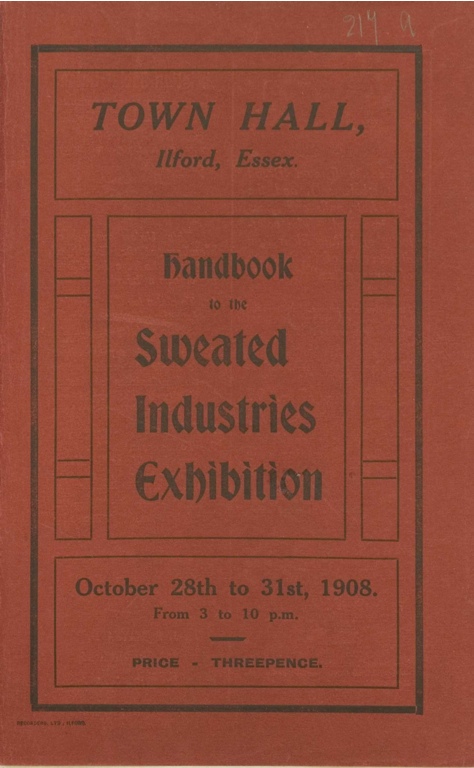 217 a
TOWN HALL,
Ilford, Essex.
Handbook
to the
Sweated
Industries
Exhibition
October 28th to 31st, 1908.
From 3 to 10 p.m.
PRICE - THREEPENCE.